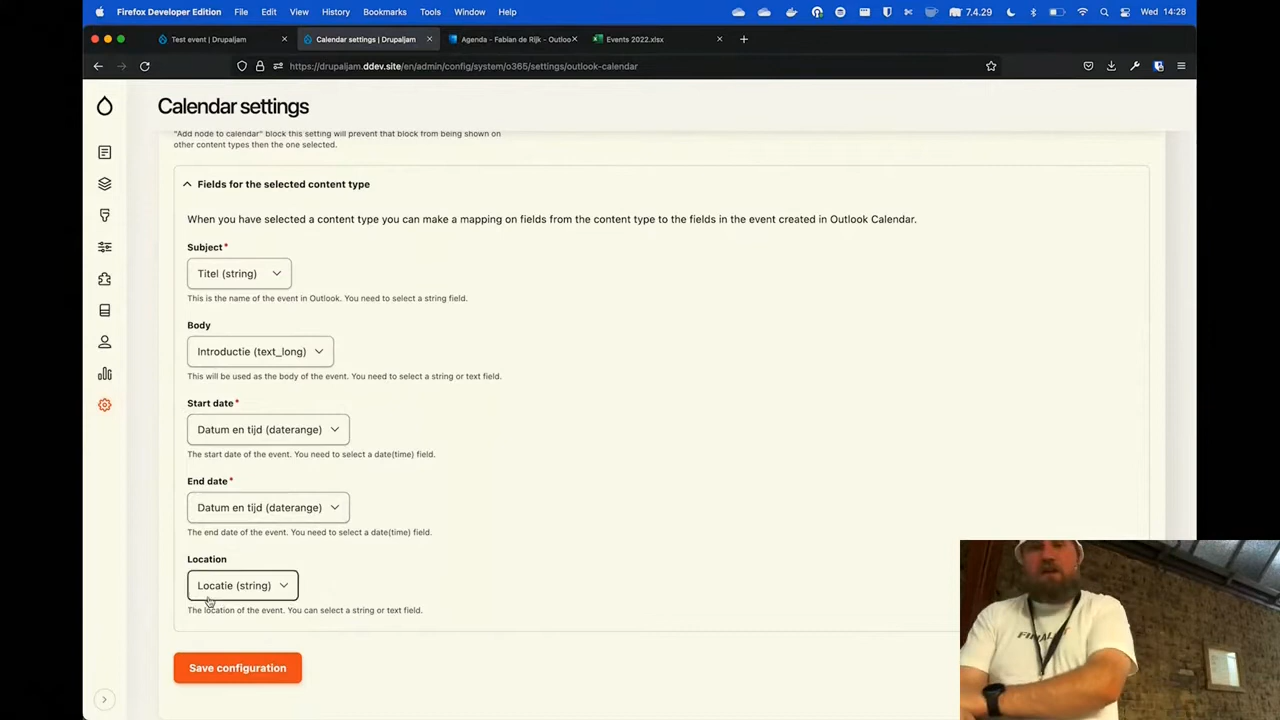 Firefox Developer Edition File Edit View History Bookmarks Tools Window Help 7.4.29 Wed 14:28
Test event | Drupaljam Calendar settings | Drupaljam Agenda - Fabian de Rijk - Outloo Events 2022.xlsx
https://drupaljam.ddev.site/en/admin/config/system/o365/settings/outlook-calendar
Calendar settings
"Add node to calendar" block this setting will prevent that block from being shown on
other content types then the one selected.
Fields for the selected content type
When you have selected a content type you can make a mapping on fields from the content type to the fields in the event created in Outlook Calendar.
Subject*
Titel (string)
This is the name of the event in Outlook. You need to select a string field.
Body
Introductie (text_long)
This will be used as the body of the event. You need to select a string or text field.
Start date*
Datum en tijd (daterange)
The start date of the event. You need to select a date(time) field.
End date*
Datum en tijd (daterange)
The end date of the event. You need to select a date(time) field.
Location
Locatie (string)
The location of the event. You can select a string or text field.
Save configuration